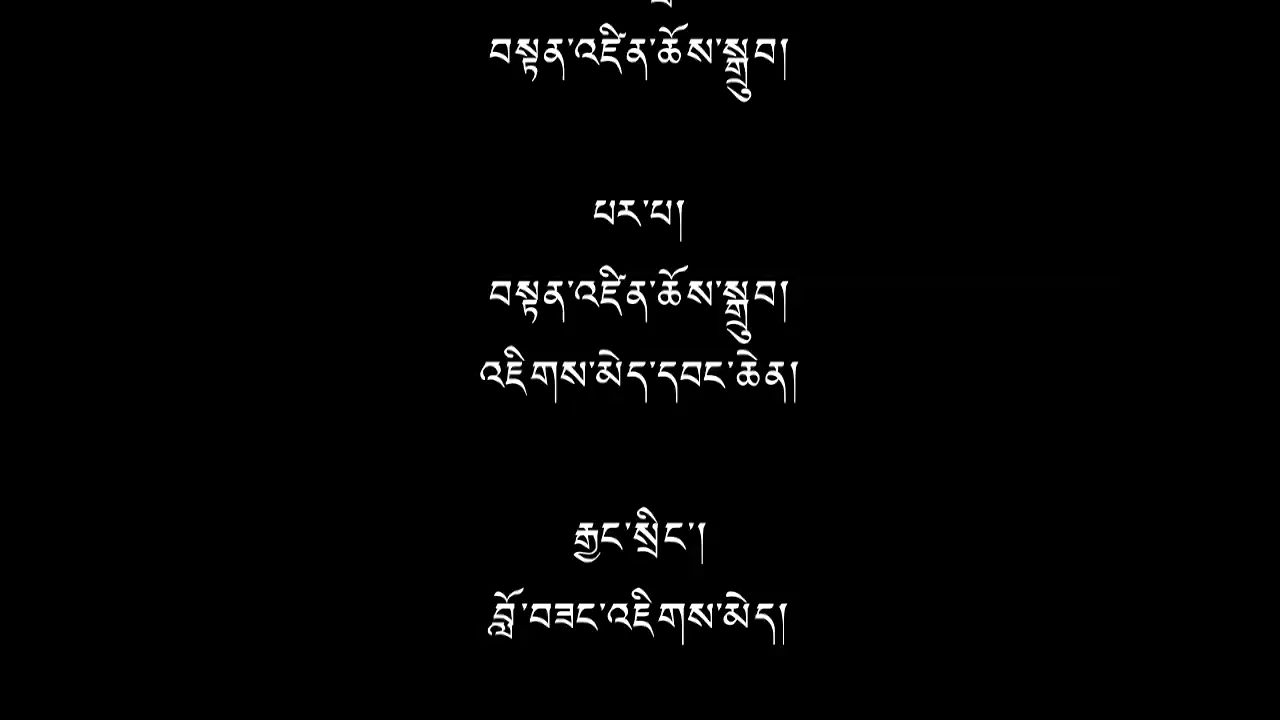 བསྟན་འཛིན་ཆོས་སྒྲུབ།
པར་པ།
བསྟན་འཛིན་ཆོས་སྒྲུབ།
འཇིགས་མེད་དབང་ཆེན།
རྒྱང་སྲིང་།
བློ་བཟང་འཇིགས་མེད།